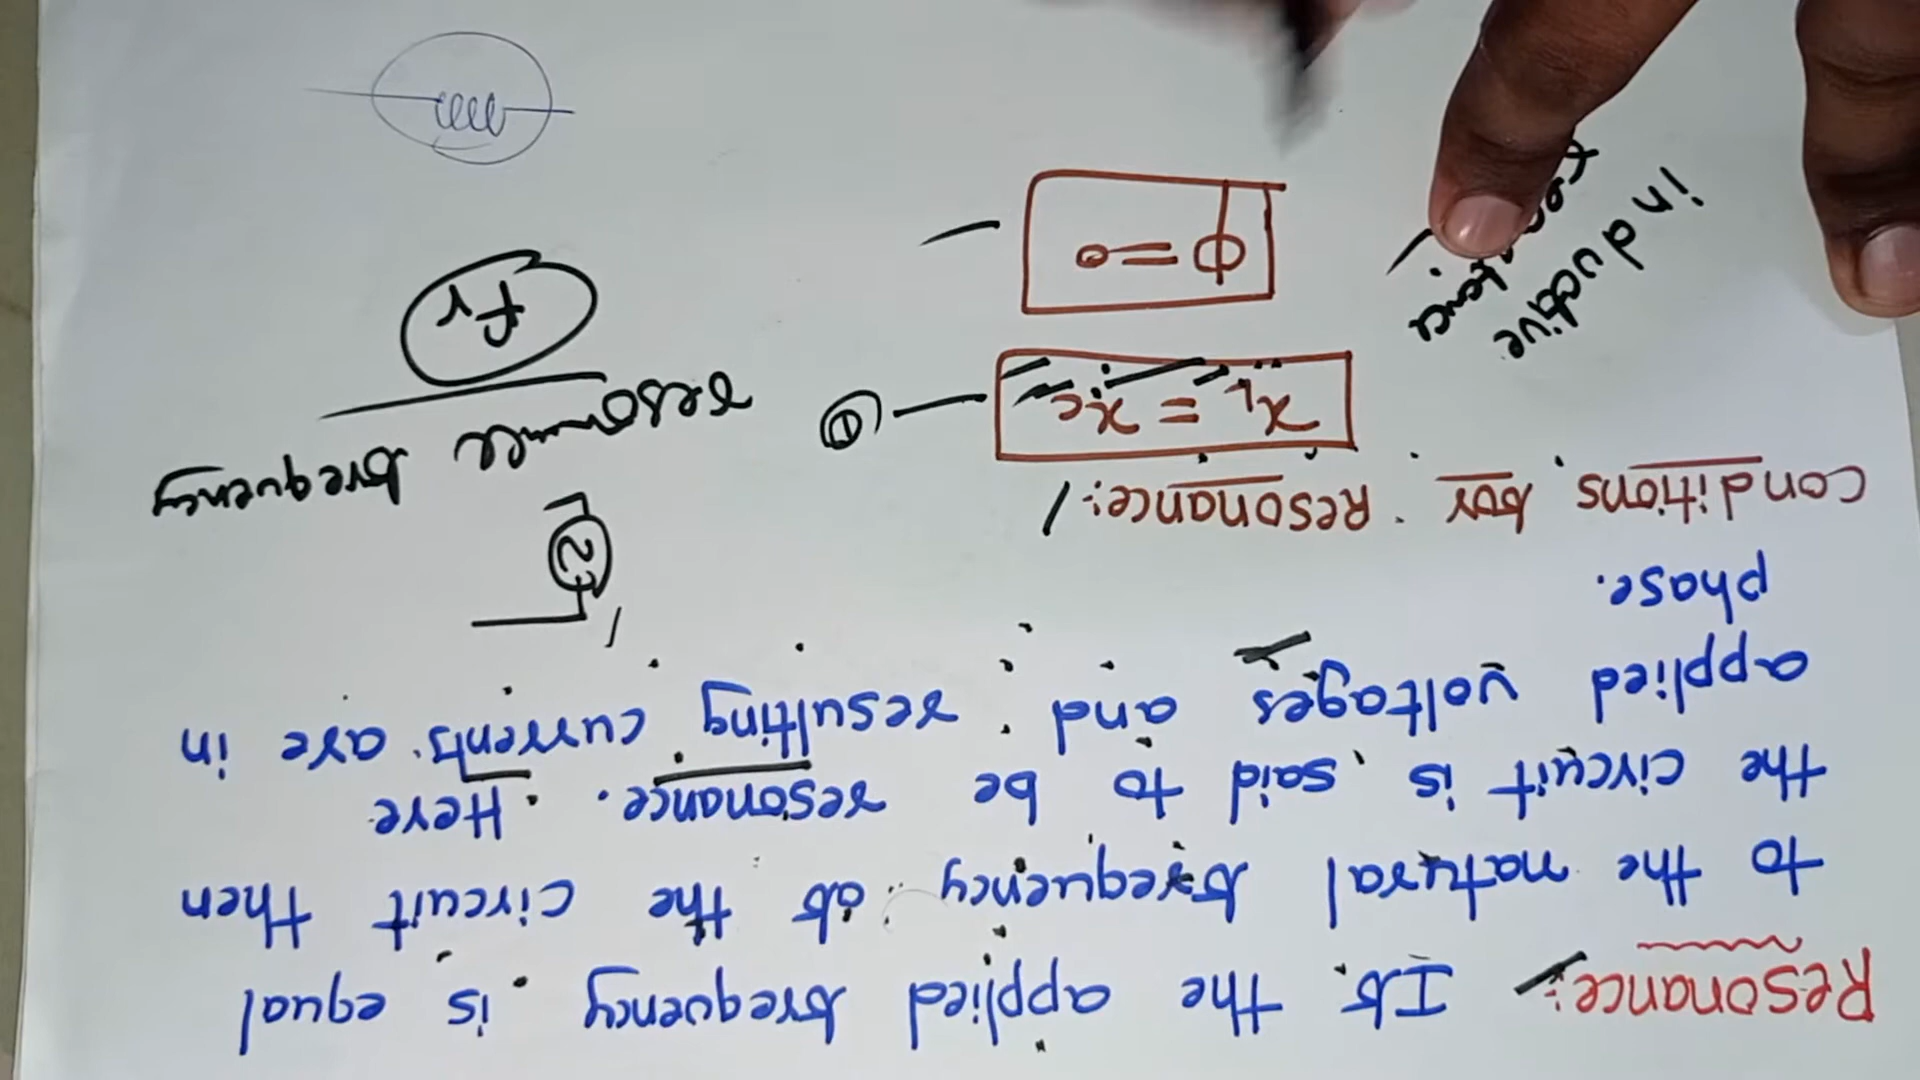 Resonance:- If the applied frequency is equal
to the natural frequency of the circuit then
the circuit is said to be resonance. Here
applied voltages and resulting currents are in
phase.
conditions for Resonance:-
XL = Xc — ①
ϕ = 0 —
inductive
2
resonance frequency
fr